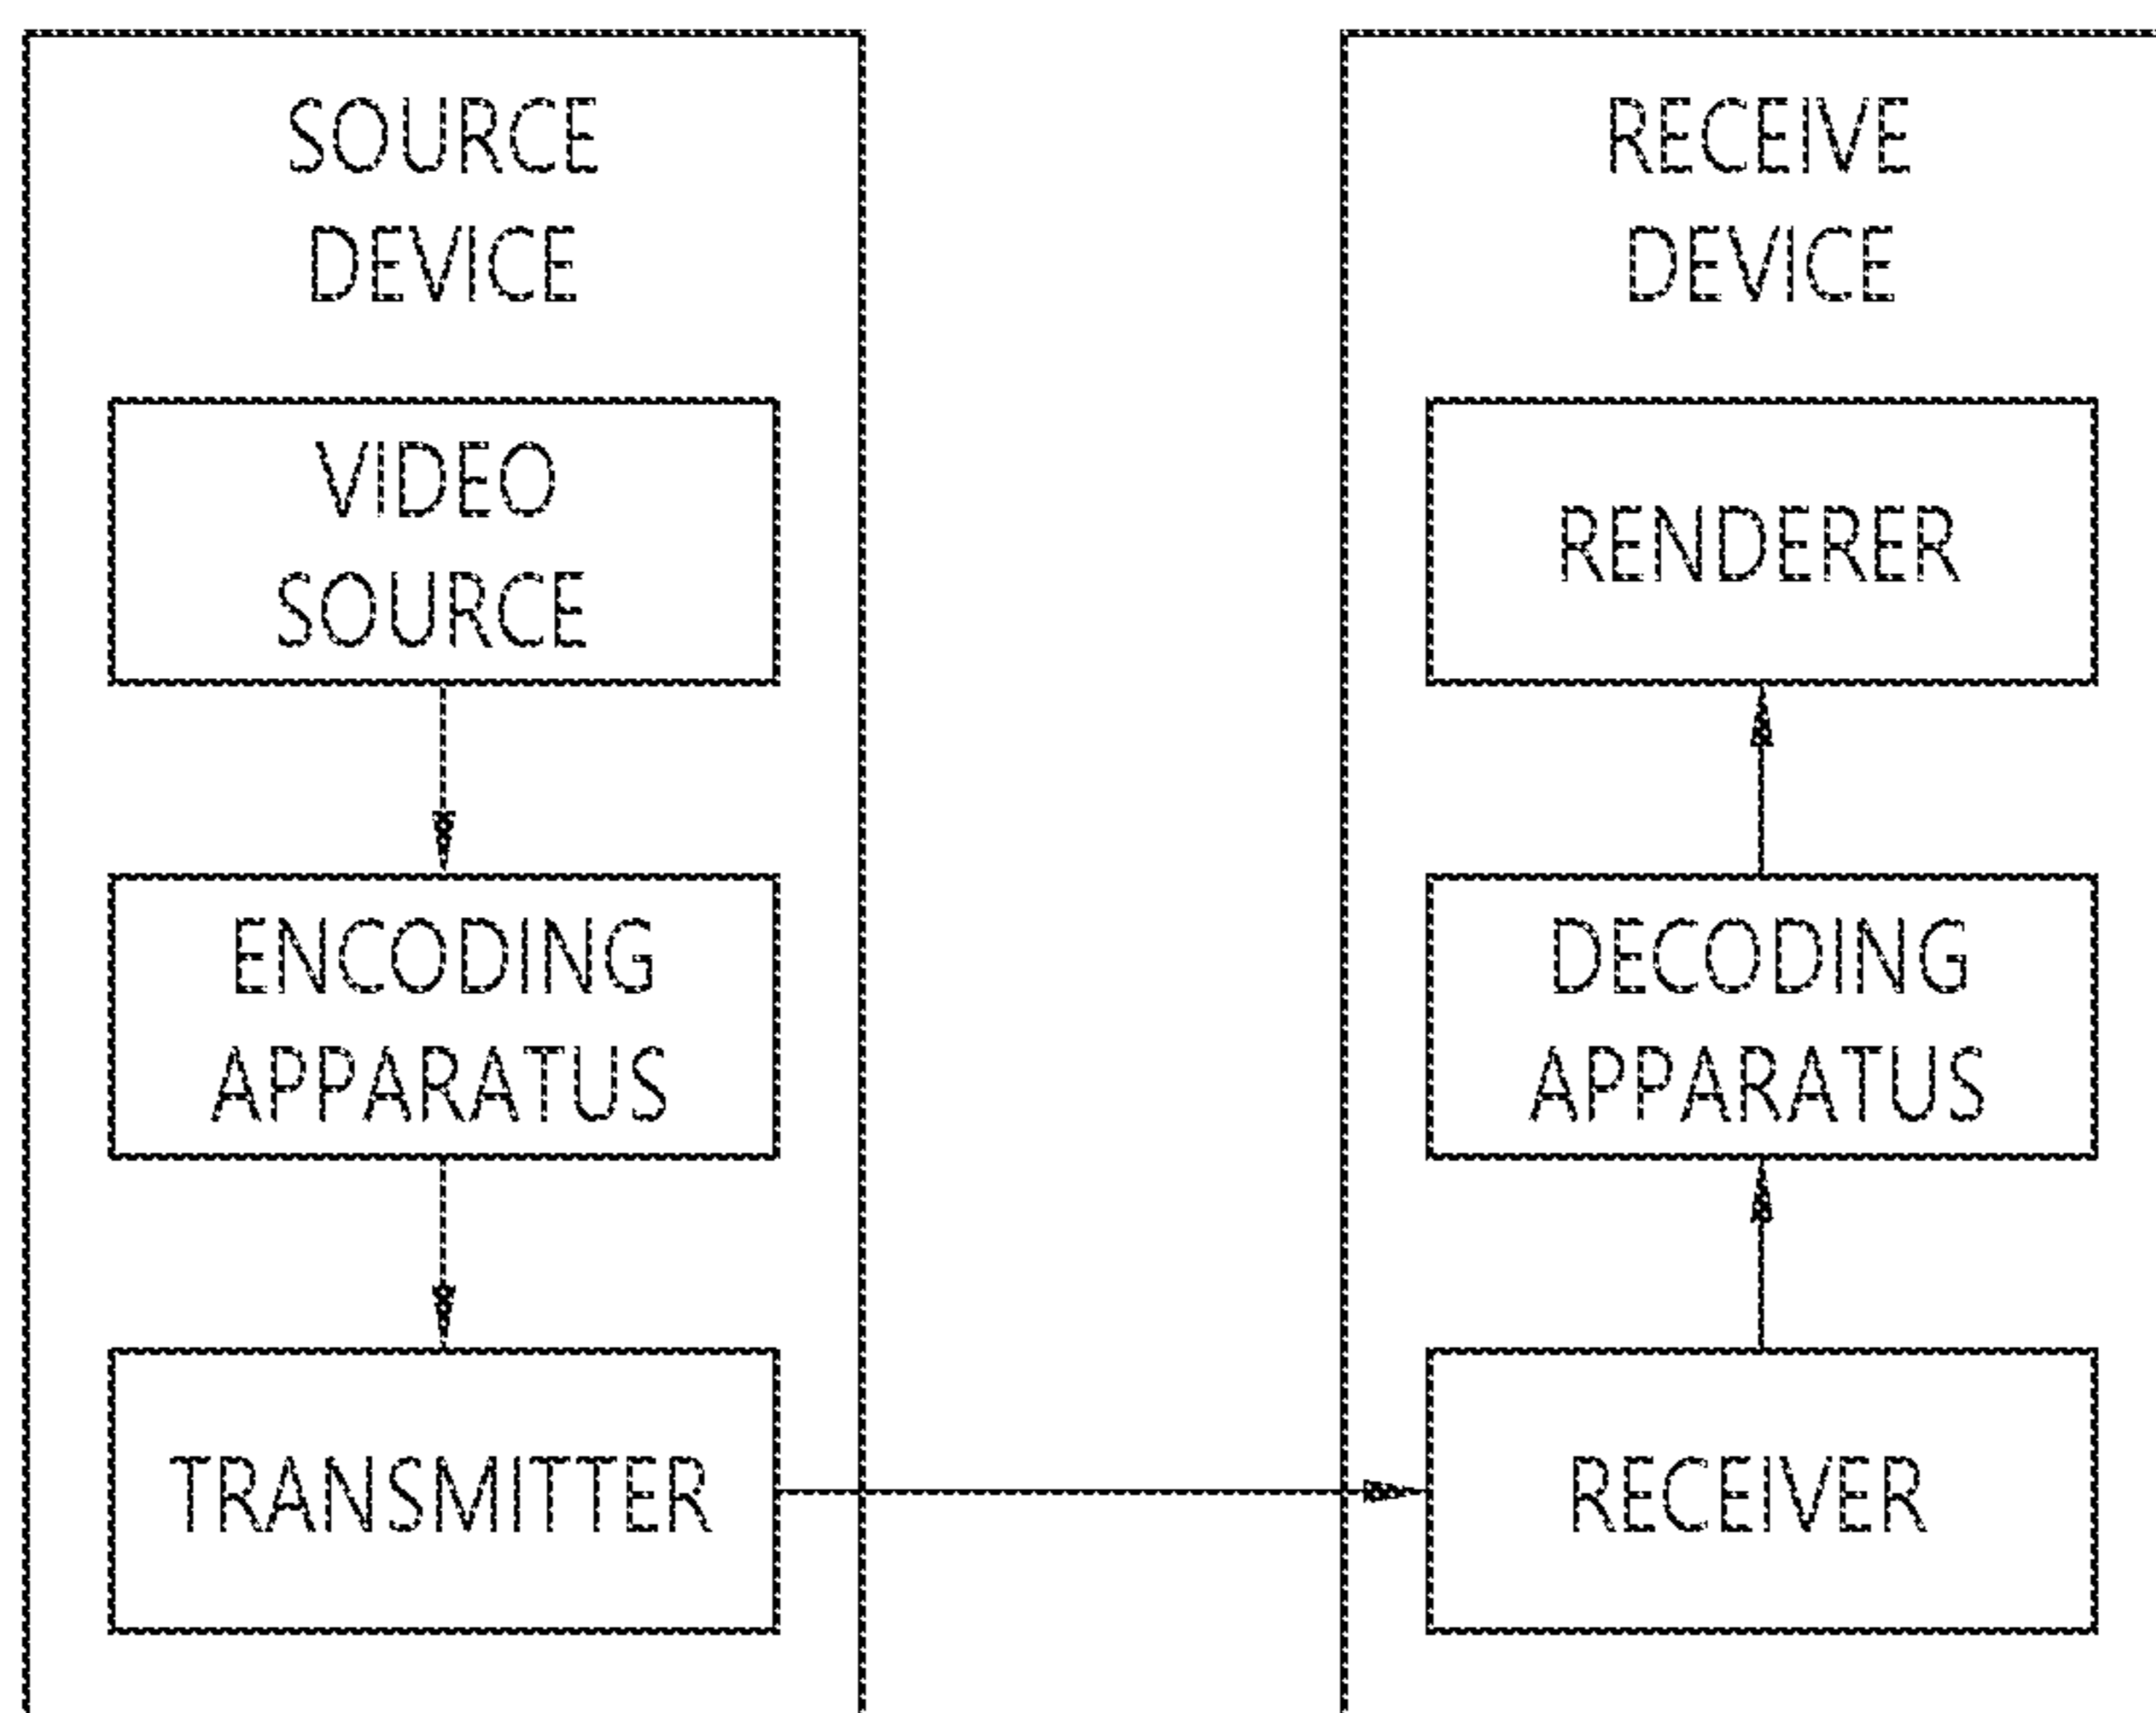 SOURCE
DEVICE
VIDEO
SOURCE
ENCODING
APPARATUS
TRANSMITTER
RECEIVE
DEVICE
RENDERER
DECODING
APPARATUS
RECEIVER